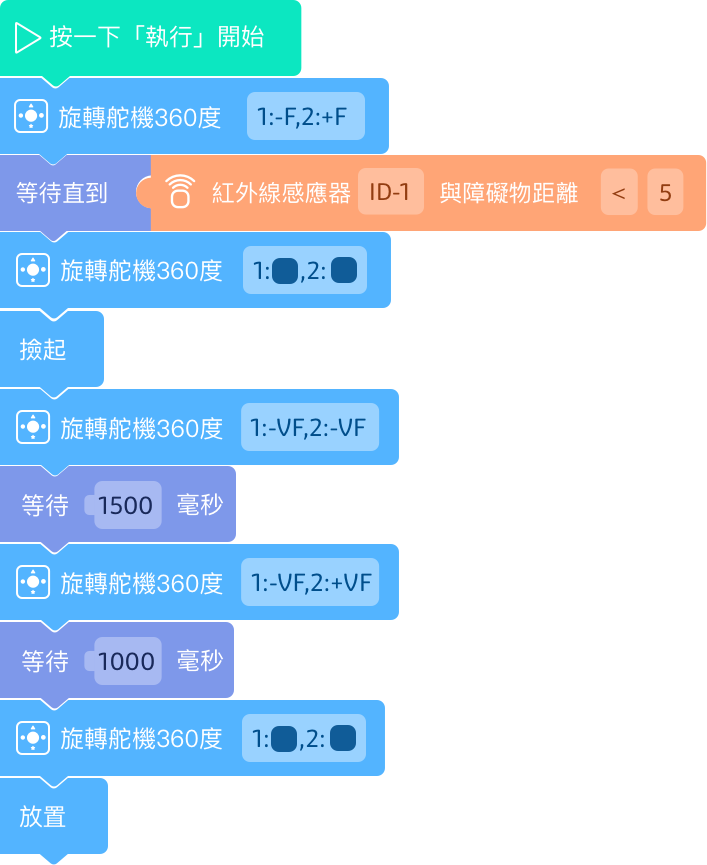 按一下「執行」開始
旋轉舵機360度 1:-F,2:+F
等待直到 紅外線感應器 ID-1 與障礙物距離 < 5
旋轉舵機360度 1: ,2:
撿起
旋轉舵機360度 1:-VF,2:-VF
等待 1500 毫秒
旋轉舵機360度 1:-VF,2:+VF
等待 1000 毫秒
旋轉舵機360度 1: ,2:
放置